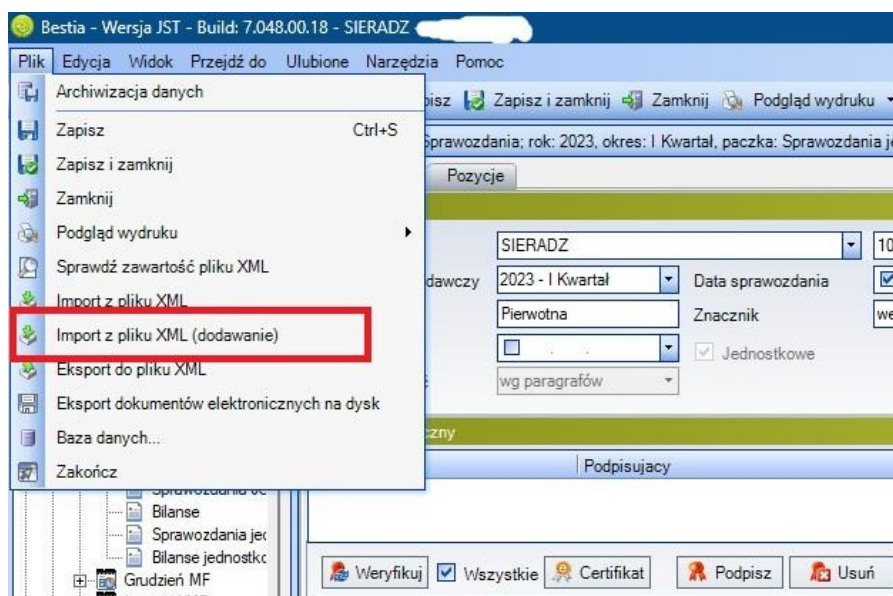 Bestia - Wersja JST - Build: 7.048.00.18 - SIERADZ
Plik Edycja Widok Przejdź do Ulubione Narzędzia Pomoc
Archiwizacja danych
Zapisz i zamknij Zamknij Podgląd wydruku
Zapisz Ctrl+S
Sprawozdania; rok: 2023, okres: I Kwartał, paczka: Sprawozdania
Zapisz i zamknij
Pozycje
Zamknij
Podgląd wydruku
SIERADZ 10
Sprawdź zawartość pliku XML
2023 - I Kwartał Data sprawozdania
Import z pliku XML
Pierwotna Znacznik
Import z pliku XML (dodawanie)
Jednostkowe
Eksport do pliku XML
wg paragrafów
Eksport dokumentów elektronicznych na dysk
Baza danych...
Zakończ
Podpisujacy
Bilanse
Sprawozdania
Bilanse
Grudzień MF
Weryfikuj Wszystkie Certifikat Podpisz Usuń